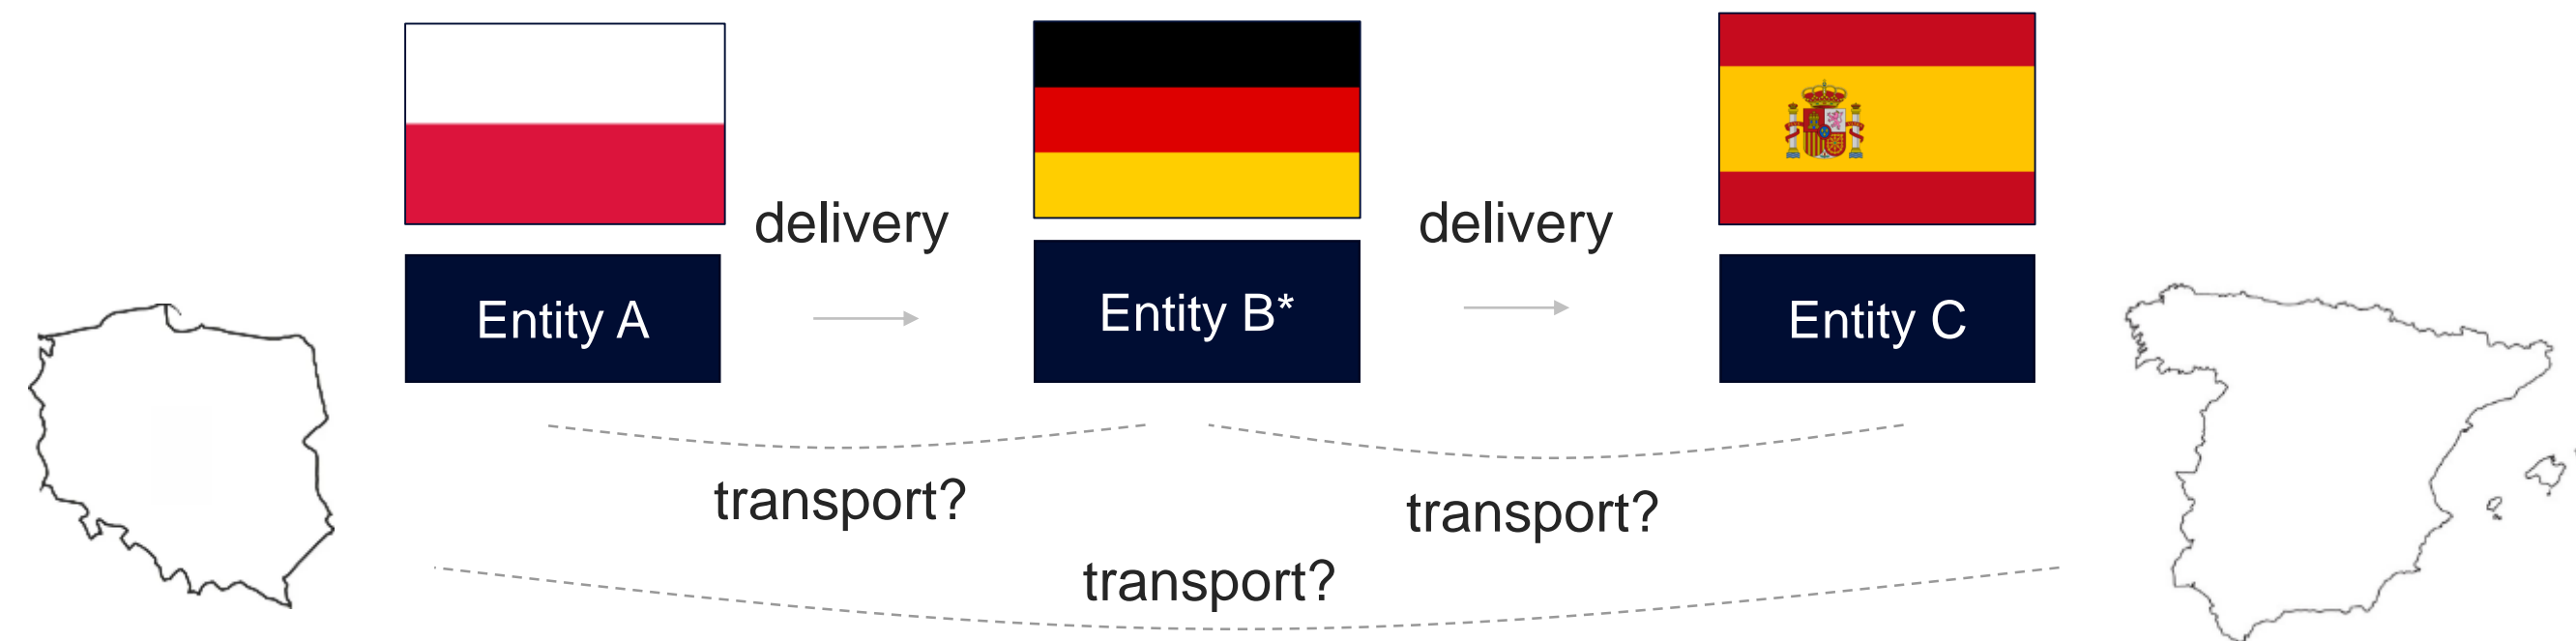 delivery
delivery
Entity A
Entity B*
Entity C
transport?
transport?
transport?